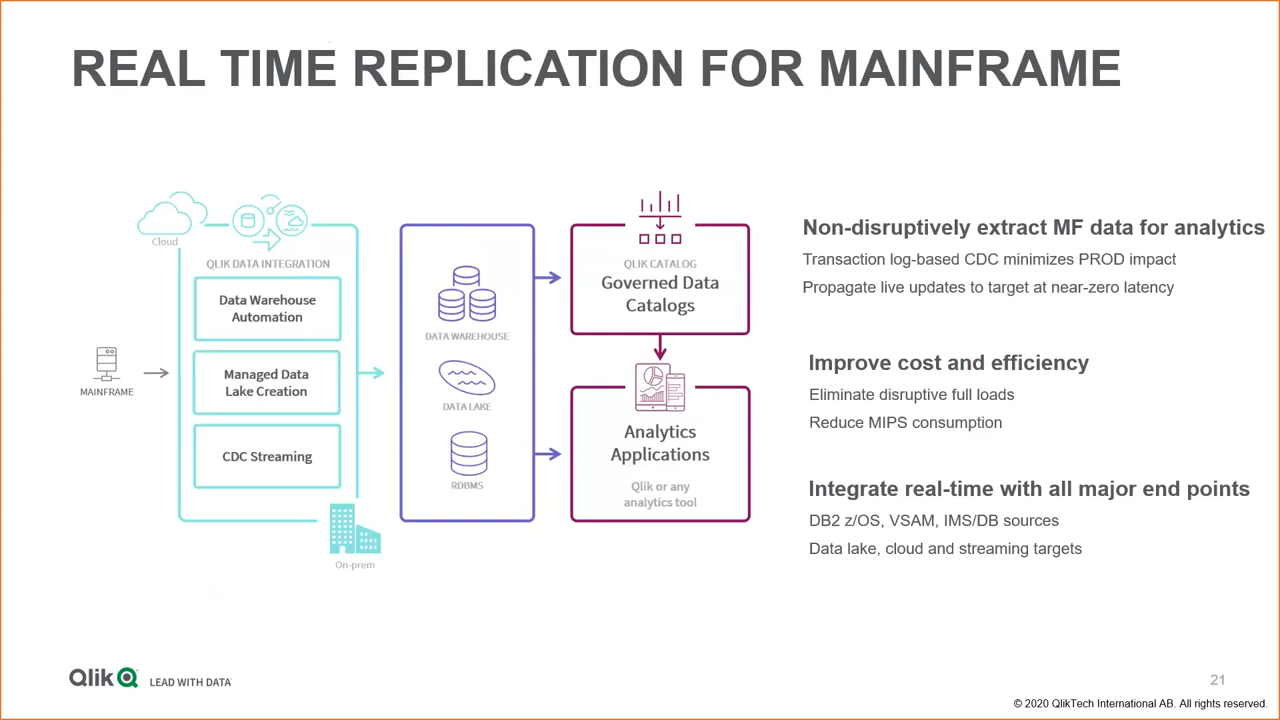 REAL TIME REPLICATION FOR MAINFRAME
Cloud
QLIK DATA INTEGRATION
Data Warehouse
Automation
Managed Data
Lake Creation
CDC Streaming
MAINFRAME
On-prem
DATA WAREHOUSE
DATA LAKE
RDBMS
QLIK CATALOG
Governed Data
Catalogs
Analytics
Applications
Qlik or any
analytics tool
Non-disruptively extract MF data for analytics
Transaction log-based CDC minimizes PROD impact
Propagate live updates to target at near-zero latency
Improve cost and efficiency
Eliminate disruptive full loads
Reduce MIPS consumption
Integrate real-time with all major end points
DB2 z/OS, VSAM, IMS/DB sources
Data lake, cloud and streaming targets
Qlik LEAD WITH DATA
21
© 2020 QlikTech International AB. All rights reserved.